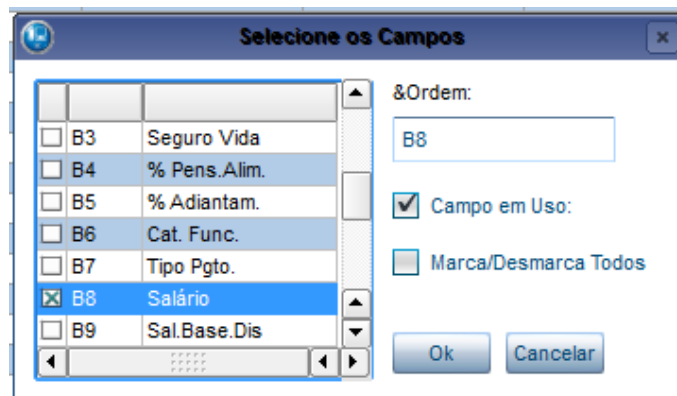 Selecione os Campos
&Ordem:
B8
B3 Seguro Vida
B4 % Pens.Alim.
B5 % Adiantam.
B6 Cat. Func.
B7 Tipo Pgto.
B8 Salário
B9 Sal.Base.Dis
Campo em Uso:
Marca/Desmarca Todos
Ok Cancelar